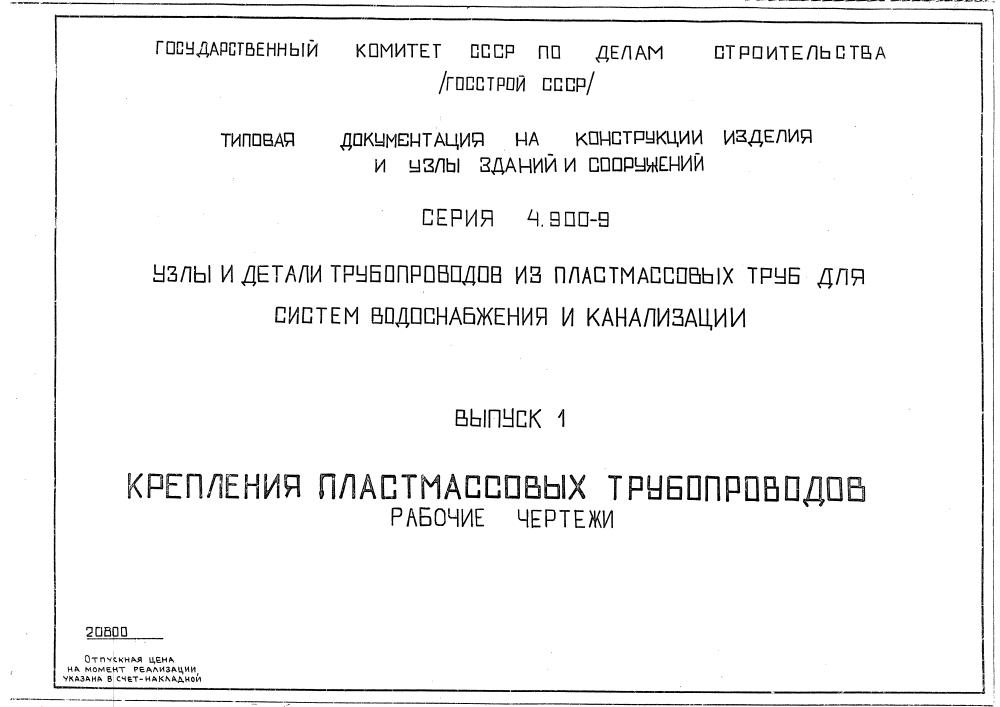 ГОСУДАРСТВЕННЫЙ КОМИТЕТ СССР ПО ДЕЛАМ СТРОИТЕЛЬСТВА
/ГОССТРОЙ СССР/
ТИПОВАЯ ДОКУМЕНТАЦИЯ НА КОНСТРУКЦИИ ИЗДЕЛИЯ
И УЗЛЫ ЗДАНИЙ И СООРУЖЕНИЙ
СЕРИЯ 4.900-9
УЗЛЫ И ДЕТАЛИ ТРУБОПРОВОДОВ ИЗ ПЛАСТМАССОВЫХ ТРУБ ДЛЯ
СИСТЕМ ВОДОСНАБЖЕНИЯ И КАНАЛИЗАЦИИ
ВЫПУСК 1
КРЕПЛЕНИЯ ПЛАСТМАССОВЫХ ТРУБОПРОВОДОВ
РАБОЧИЕ ЧЕРТЕЖИ
20800
ОТПУСКНАЯ ЦЕНА
НА МОМЕНТ РЕАЛИЗАЦИИ,
УКАЗАНА В СЧЕТ-НАКЛАДНОЙ